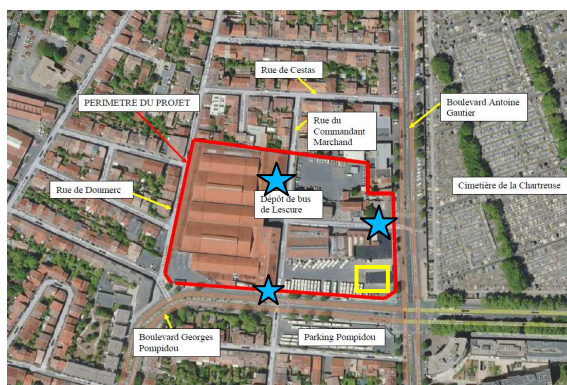 Rue de Cestas
PERIMETRE DU PROJET
Boulevard Antoine
Gautier
Rue du
Commandant
Marchand
Rue de Doumerc
Cimetière de la Chartreuse
Dépôt de bus
de Lescure
Boulevard Georges
Pompidou
Parking Pompidou